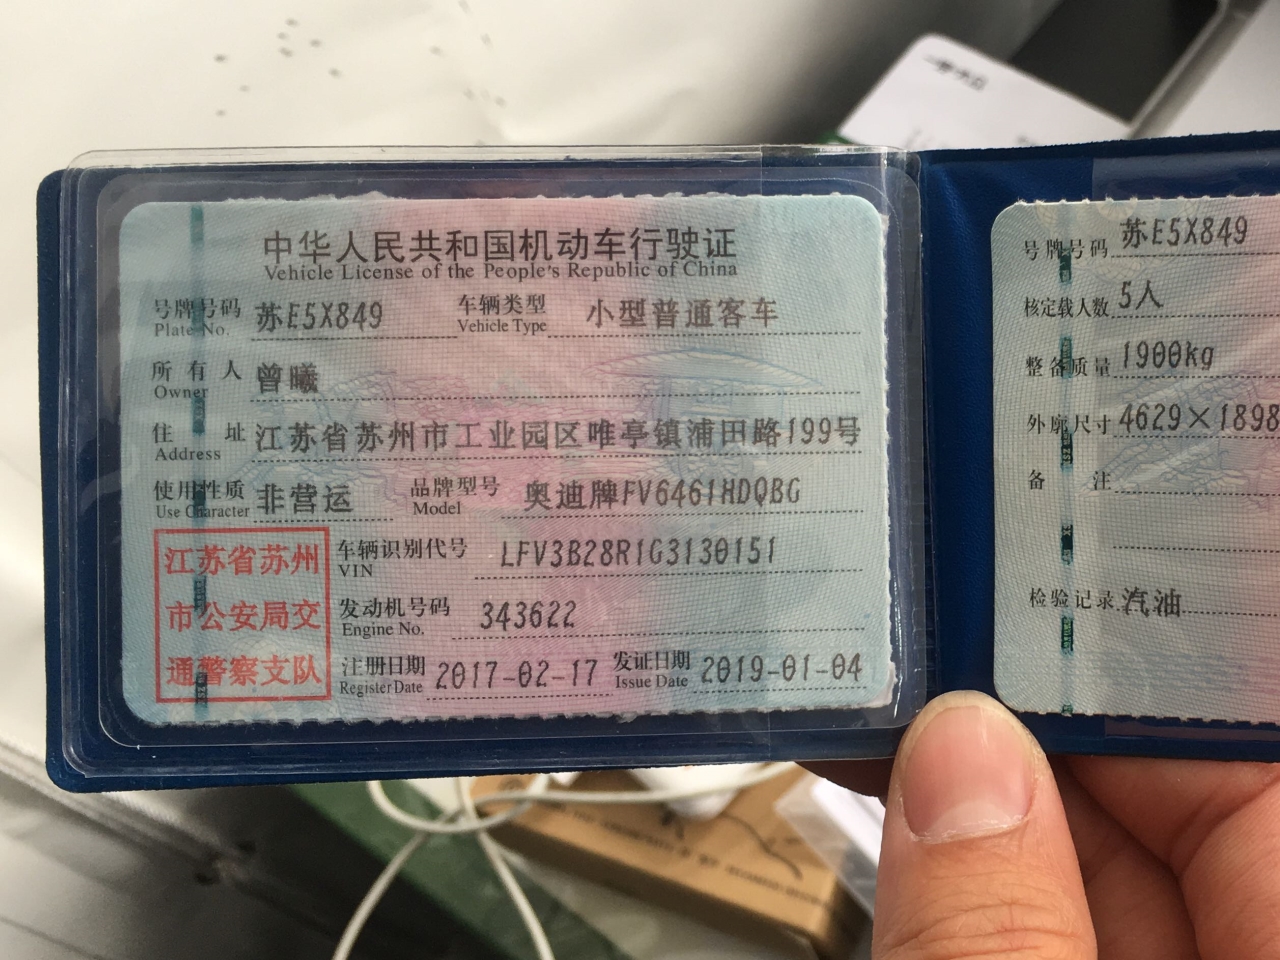 中华人民共和国机动车行驶证
Vehicle License of the People's Republic of China
号牌号码 苏E5X849 车辆类型 小型普通客车
Plate No. Vehicle Type
所有人 曾曦
Owner
住址 江苏省苏州市工业园区唯亭镇浦田路199号
Address
使用性质 非营运 品牌型号 奥迪牌FV6461HDQBG
Use Character Model
江苏省苏州
市公安局交
通警察支队
车辆识别代号 LFV3B28R1G3130151
VIN
发动机号码 343622
Engine No.
注册日期 2017-02-17 发证日期 2019-01-04
Register Date Issue Date
号牌号码 苏E5X849
核定载人数 5人
整备质量 1900kg
外廓尺寸 4629×1898
备注
检验记录 汽油